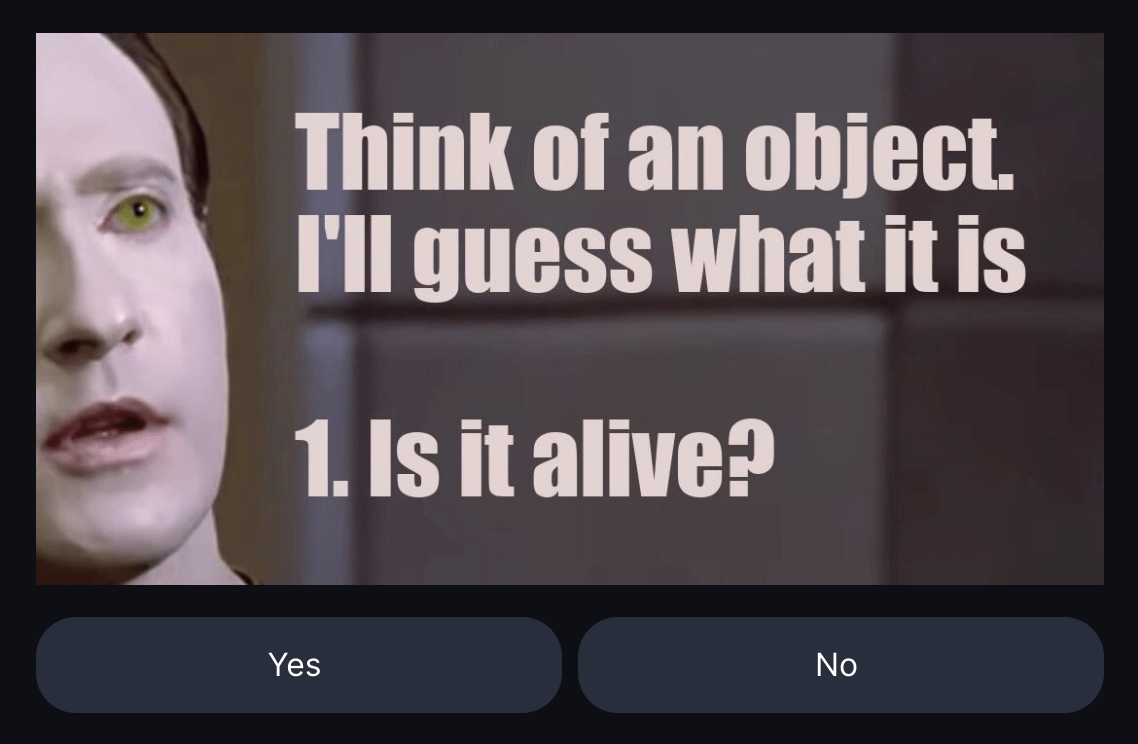 Think of an object.
I'll guess what it is
1. Is it alive?
Yes
No